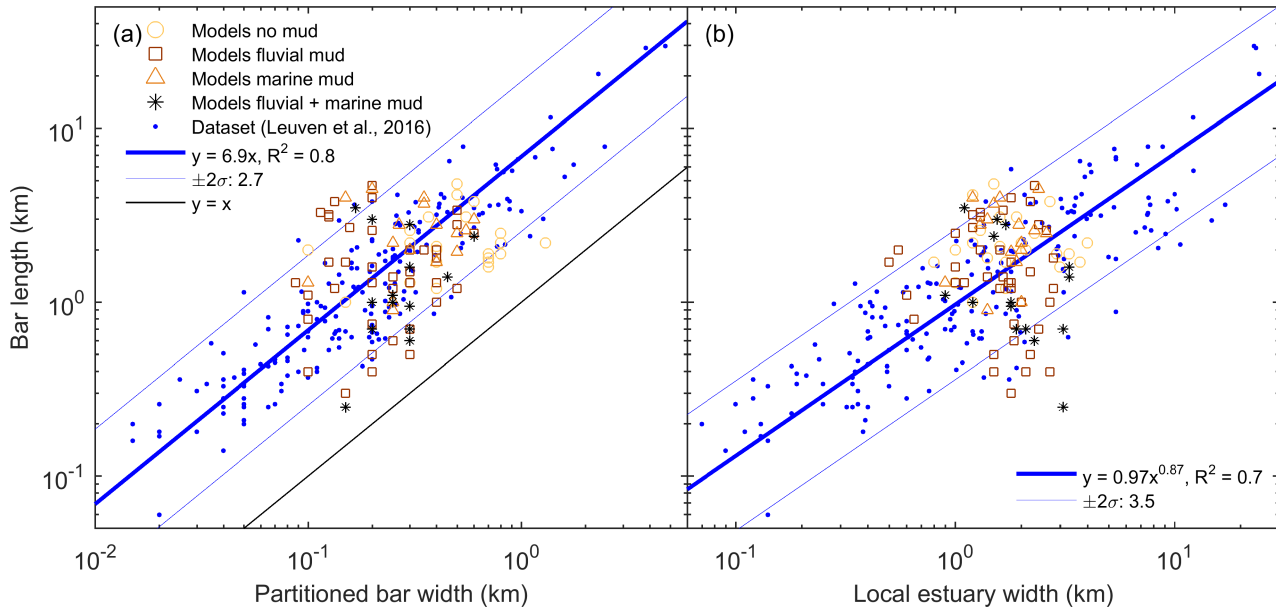 (a)
Models no mud
Models fluvial mud
Models marine mud
Models fluvial + marine mud
Dataset (Leuven et al., 2016)
y = 6.9x, R² = 0.8
±2σ: 2.7
y = x
(b)
y = 0.97x^0.87, R² = 0.7
±2σ: 3.5
Bar length (km)
10¹
10⁰
10⁻¹
10⁻² 10⁻¹ 10⁰
10⁻¹ 10⁰ 10¹
Partitioned bar width (km)
Local estuary width (km)